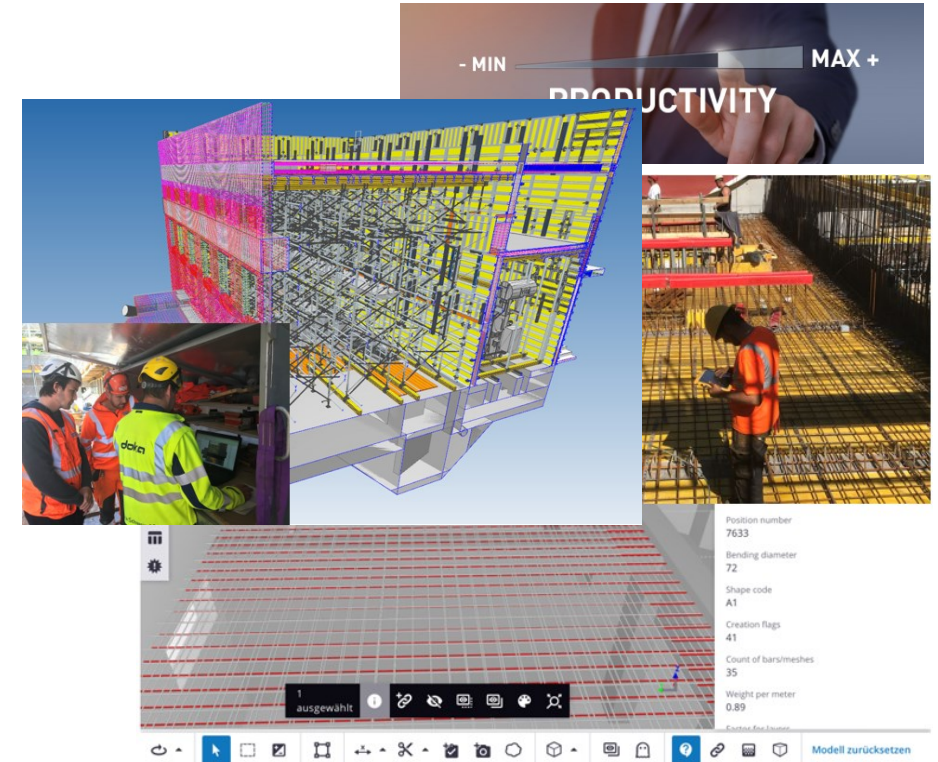 - MIN
MAX +
PRODUCTIVITY
doka
Position number
7633
Bending diameter
72
Shape code
A1
Creation flags
41
Count of bars/meshes
35
Weight per meter
0.89
1
ausgewählt
Modell zurücksetzen